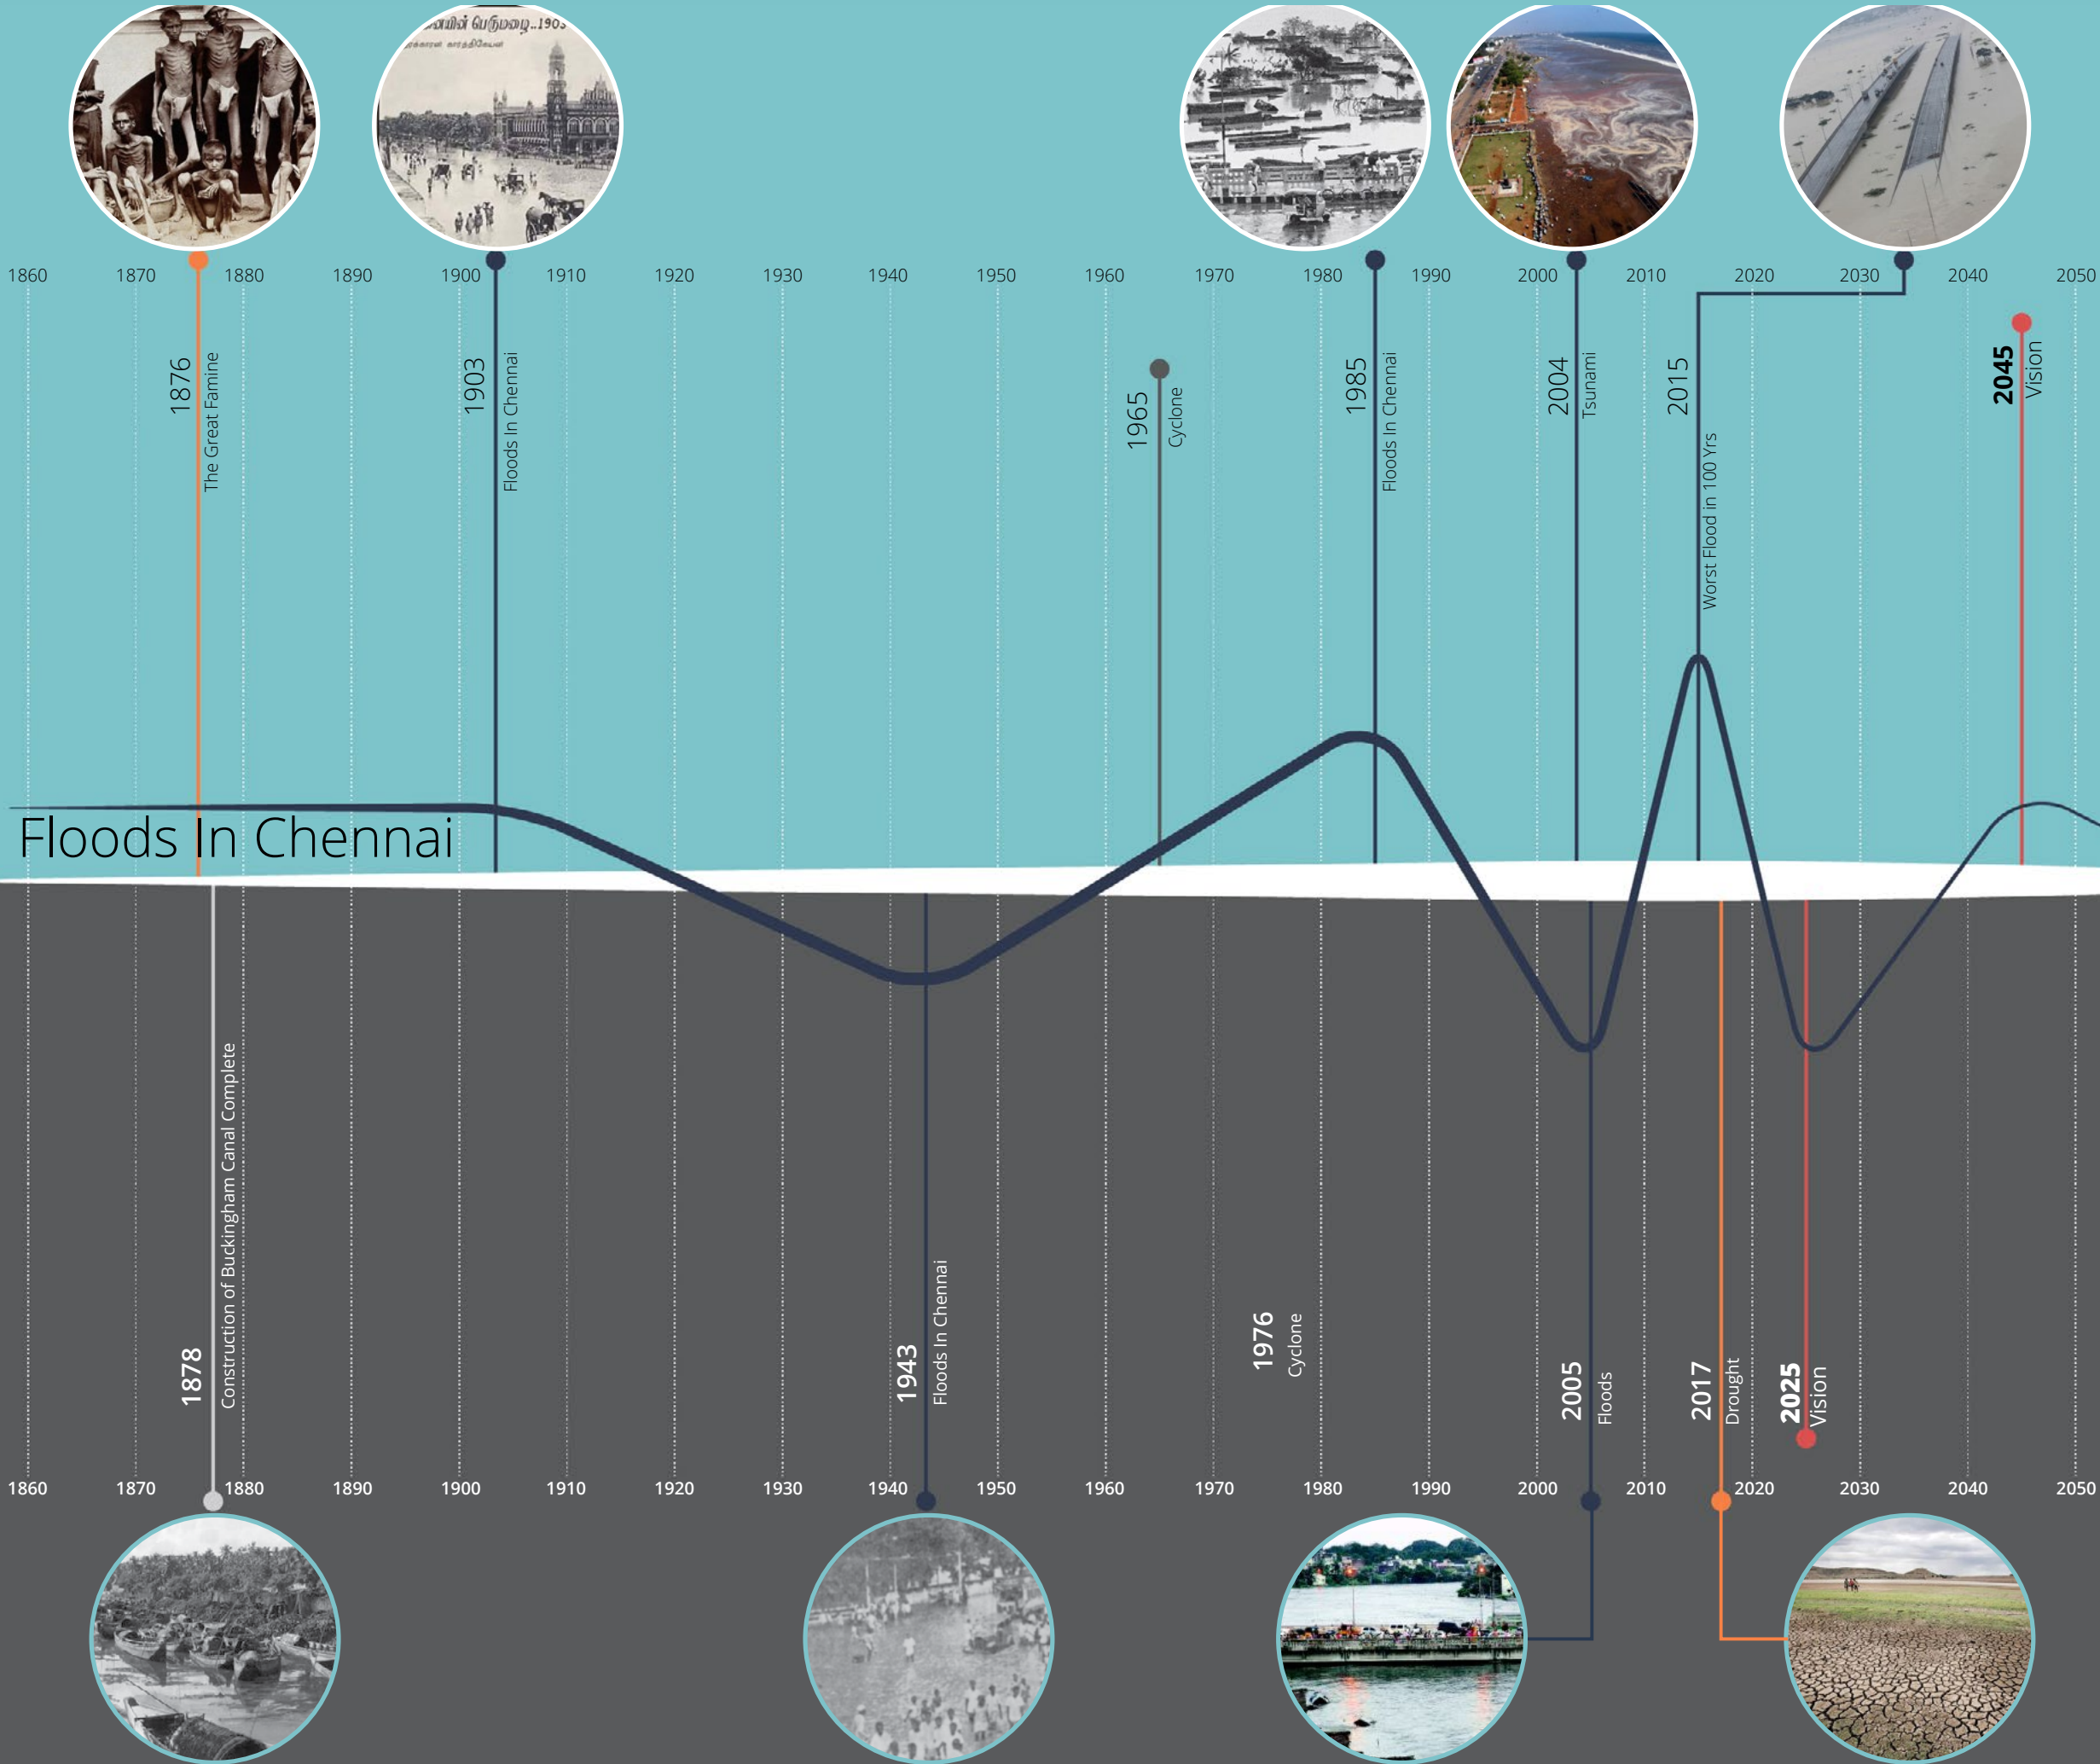 பெருமழை..1903
கார்த்திகேயன்
1860 1870 1880 1890 1900 1910 1920 1930 1940 1950 1960 1970 1980 1990 2000 2010 2020 2030 2040 2050
1876
The Great Famine
1903
Floods In Chennai
1965
Cyclone
1985
Floods In Chennai
2004
Tsunami
2015
Worst Flood in 100 Yrs
2045
Vision
Floods In Chennai
1878
Construction of Buckingham Canal Complete
1943
Floods In Chennai
1976
Cyclone
2005
Floods
2017
Drought
2025
Vision
1860 1870 1880 1890 1900 1910 1920 1930 1940 1950 1960 1970 1980 1990 2000 2010 2020 2030 2040 2050